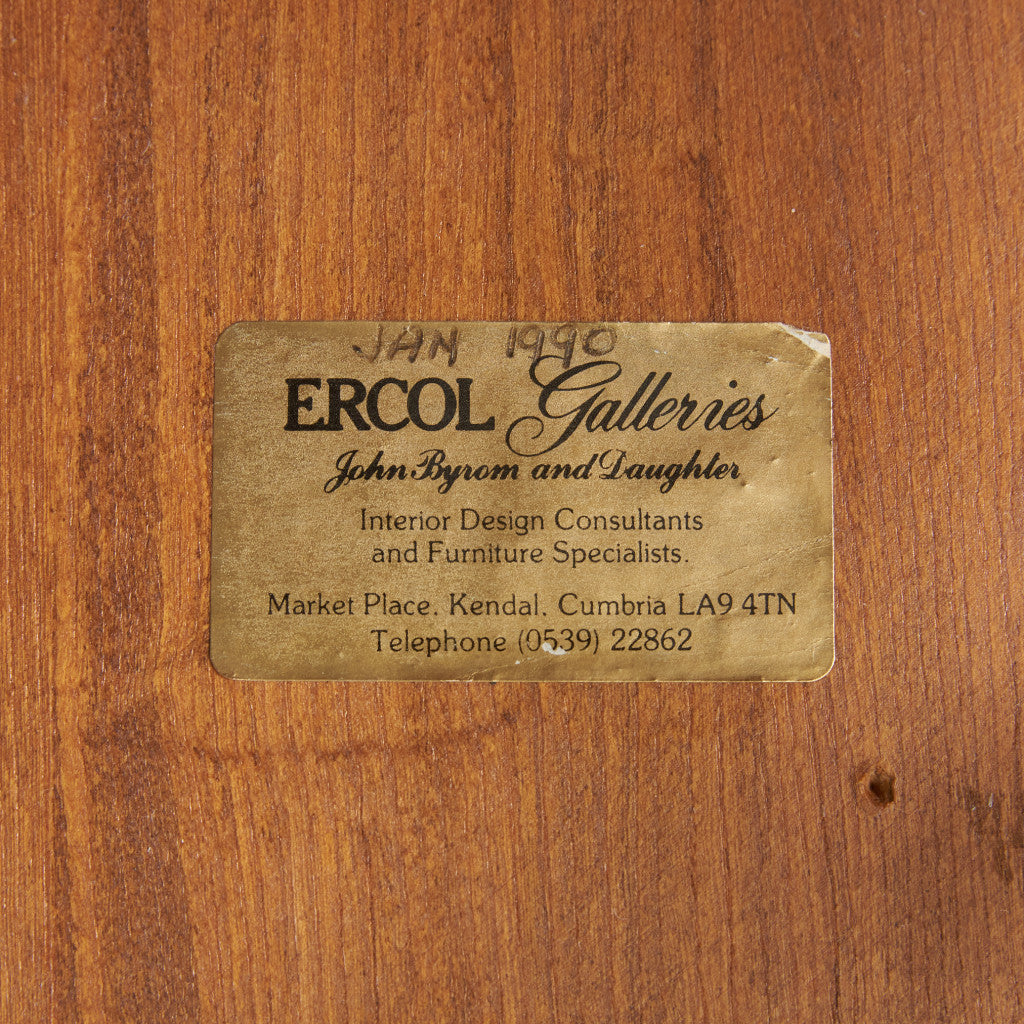 JAN 1990
ERCOL Galleries
John Byrom and Daughter
Interior Design Consultants
and Furniture Specialists.
Market Place, Kendal, Cumbria LA9 4TN
Telephone (0539) 22862